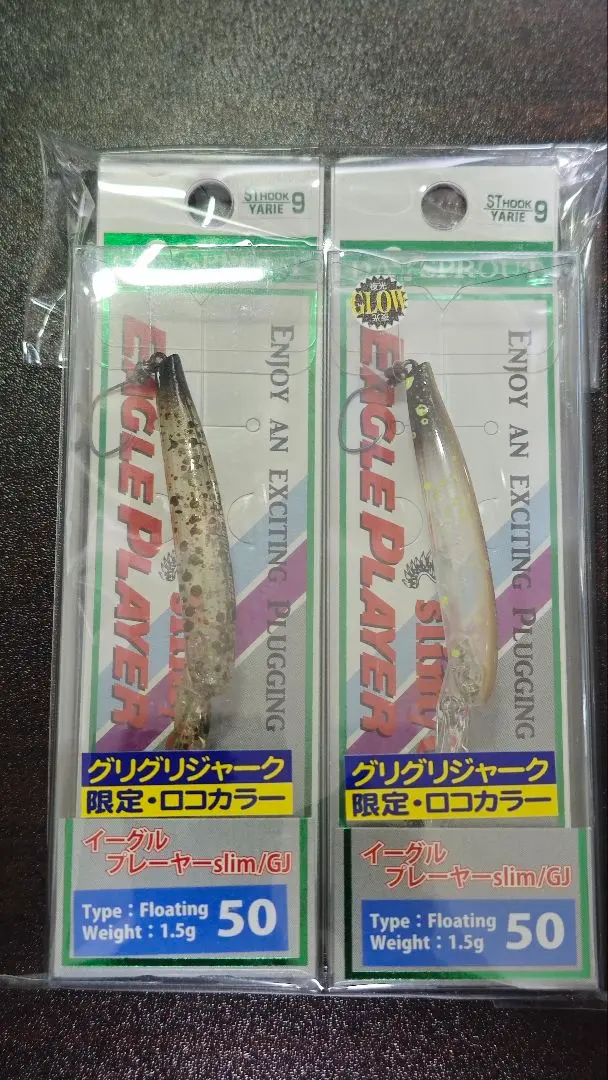 ST HOOK 9
YARIE
SPROUT
ENJOY AN EXCITING PLUGGING
EAGLE PLAYER
グリグリジャーク
限定・ロコカラー
イーグル
プレーヤーslim/GJ
Type : Floating
Weight : 1.5g
50
ST HOOK 9
YARIE
SPROUT
GLOW
ENJOY AN EXCITING PLUGGING
EAGLE PLAYER
グリグリジャーク
限定・ロコカラー
イーグル
プレーヤーslim/GJ
Type : Floating
Weight : 1.5g
50